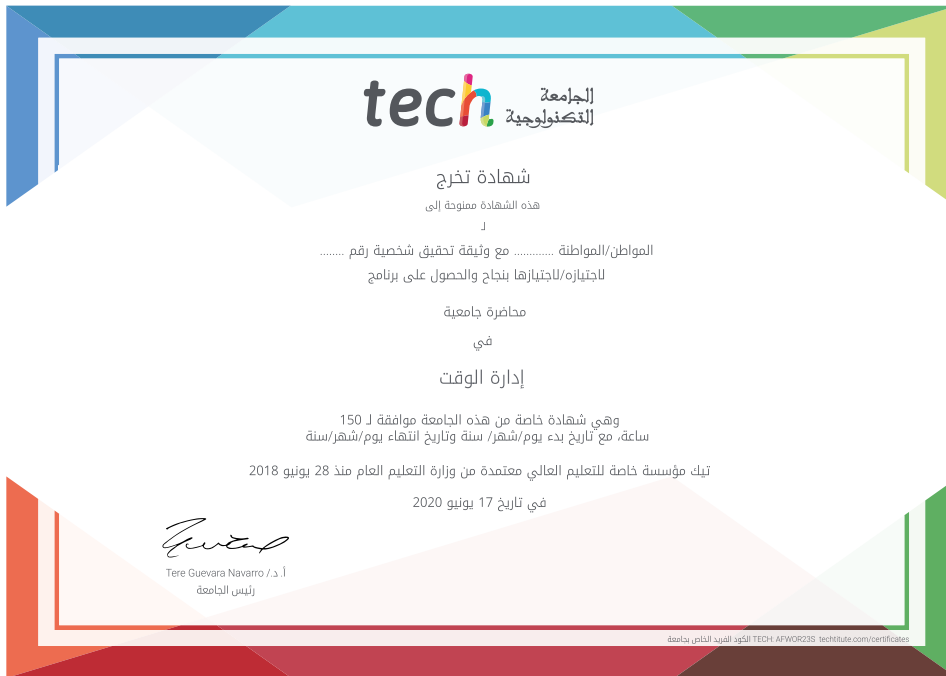 tech الجامعة
التكنولوجية
شهادة تخرج
هذه الشهادة ممنوحة إلى
لـ
المواطن/المواطنة ............ مع وثيقة تحقيق شخصية رقم ........
لاجتيازه/لاجتيازها بنجاح والحصول على برنامج
محاضرة جامعية
في
إدارة الوقت
وهي شهادة خاصة من هذه الجامعة موافقة لـ 150
ساعة، مع تاريخ بدء يوم/شهر/ سنة وتاريخ انتهاء يوم/شهر/سنة
تيك مؤسسة خاصة للتعليم العالي معتمدة من وزارة التعليم العام منذ 28 يونيو 2018
في تاريخ 17 يونيو 2020
أ. د./ Tere Guevara Navarro
رئيس الجامعة
الكود الفريد الخاص بجامعة TECH: AFWOR23S techtitute.com/certificates